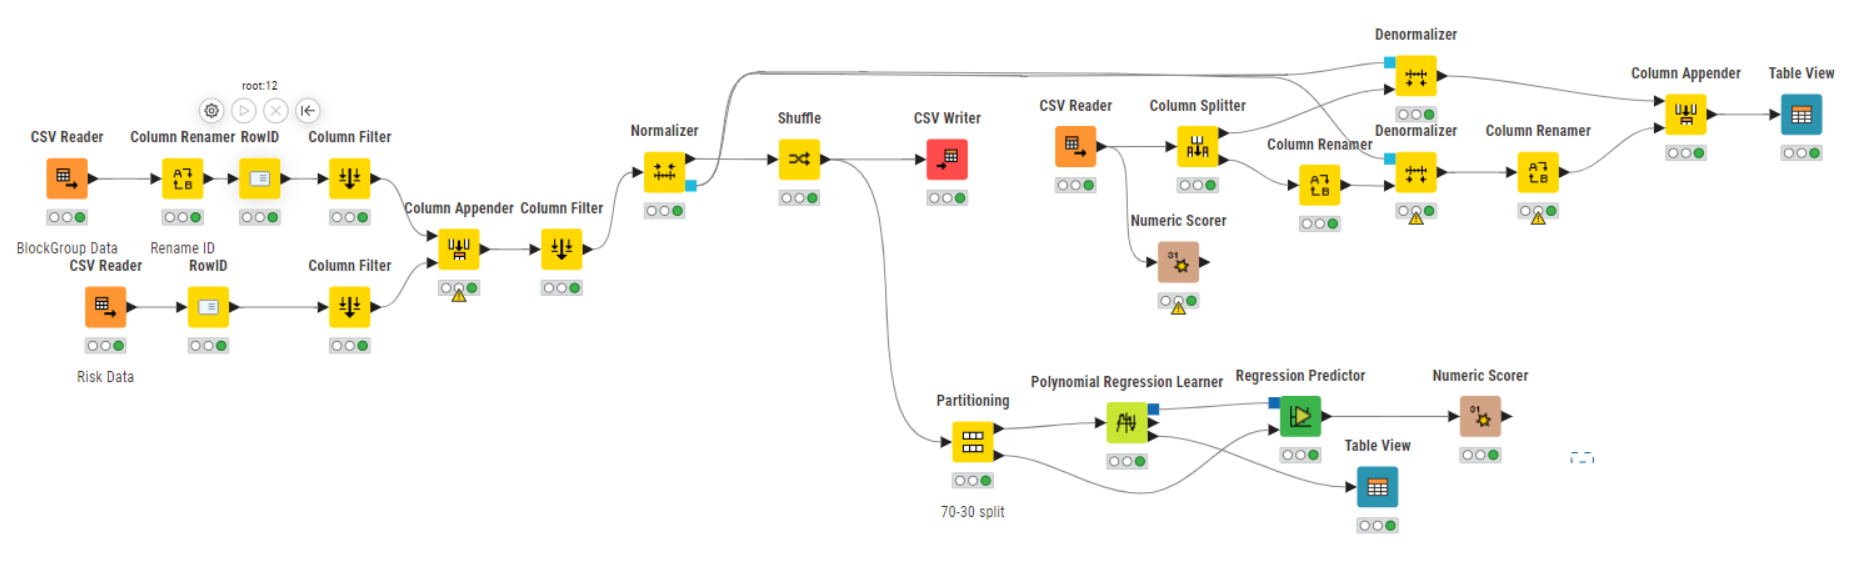 root:12
CSV Reader
Column Renamer
RowID
Column Filter
BlockGroup Data
Rename ID
CSV Reader
RowID
Column Filter
Risk Data
Column Appender
Column Filter
Normalizer
Shuffle
CSV Writer
CSV Reader
Column Splitter
Numeric Scorer
Column Renamer
Denormalizer
Denormalizer
Column Renamer
Column Appender
Table View
Partitioning
70-30 split
Polynomial Regression Learner
Regression Predictor
Numeric Scorer
Table View